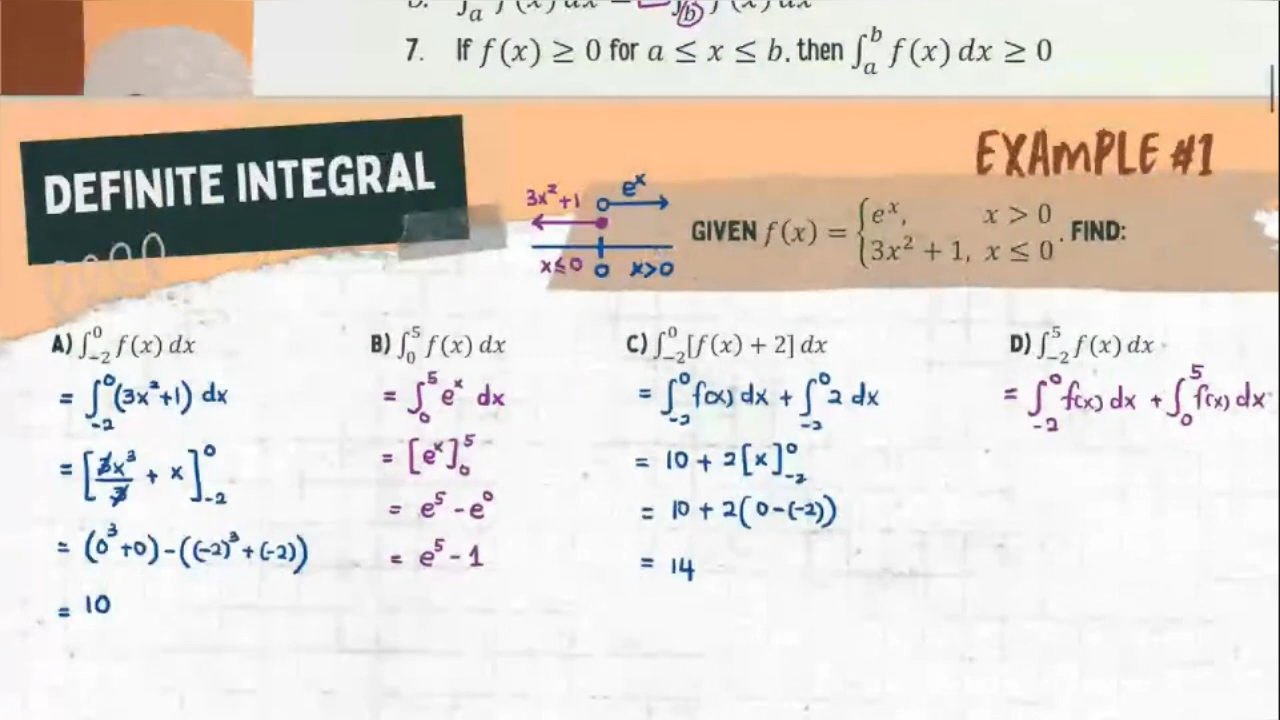 7. If f(x) ≥ 0 for a ≤ x ≤ b, then ∫_a^b f(x) dx ≥ 0
DEFINITE INTEGRAL
EXAMPLE #1
3x²+1 e^x
x≤0 0 x>0
GIVEN f(x) = { e^x, x > 0
3x² + 1, x ≤ 0 . FIND:
A) ∫_{-2}^0 f(x) dx
= ∫_{-2}^0 (3x²+1) dx
= [3x³/3 + x]_{-2}^0
= (0³+0)-((-2)³+(-2))
= 10
B) ∫_0^5 f(x) dx
= ∫_0^5 e^x dx
= [e^x]_0^5
= e^5 - e^0
= e^5 - 1
C) ∫_{-2}^0 [f(x) + 2] dx
= ∫_{-2}^0 f(x) dx + ∫_{-2}^0 2 dx
= 10 + 2[x]_{-2}^0
= 10 + 2(0-(-2))
= 14
D) ∫_{-2}^5 f(x) dx
= ∫_{-2}^0 f(x) dx + ∫_0^5 f(x) dx